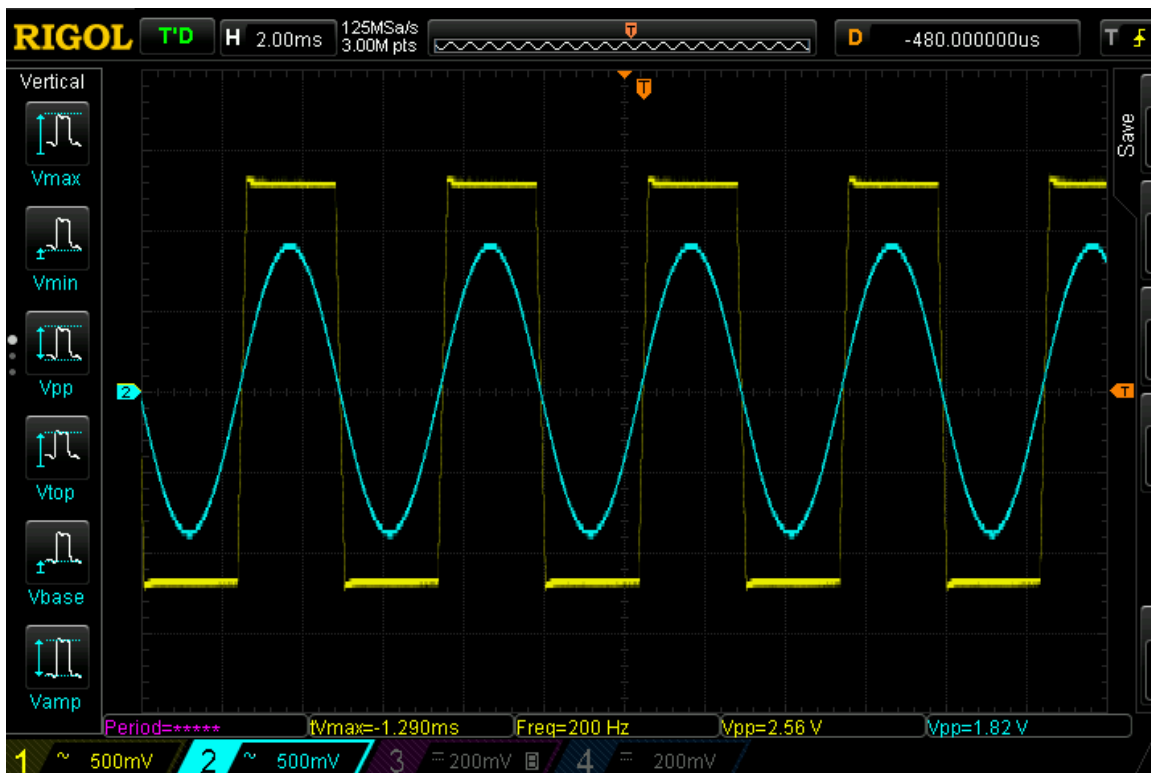 RIGOL T'D H 2.00ms 125MSa/s 3.00M pts T D -480.000000us T
Vertical
T
Save
Vmax
Vmin
Vpp
2
T
Vtop
Vbase
Vamp
Period=***** tVmax=-1.290ms Freq=200 Hz Vpp=2.56 V Vpp=1.82 V
1 ~ 500mV 2 ~ 500mV 3 200mV B 4 200mV